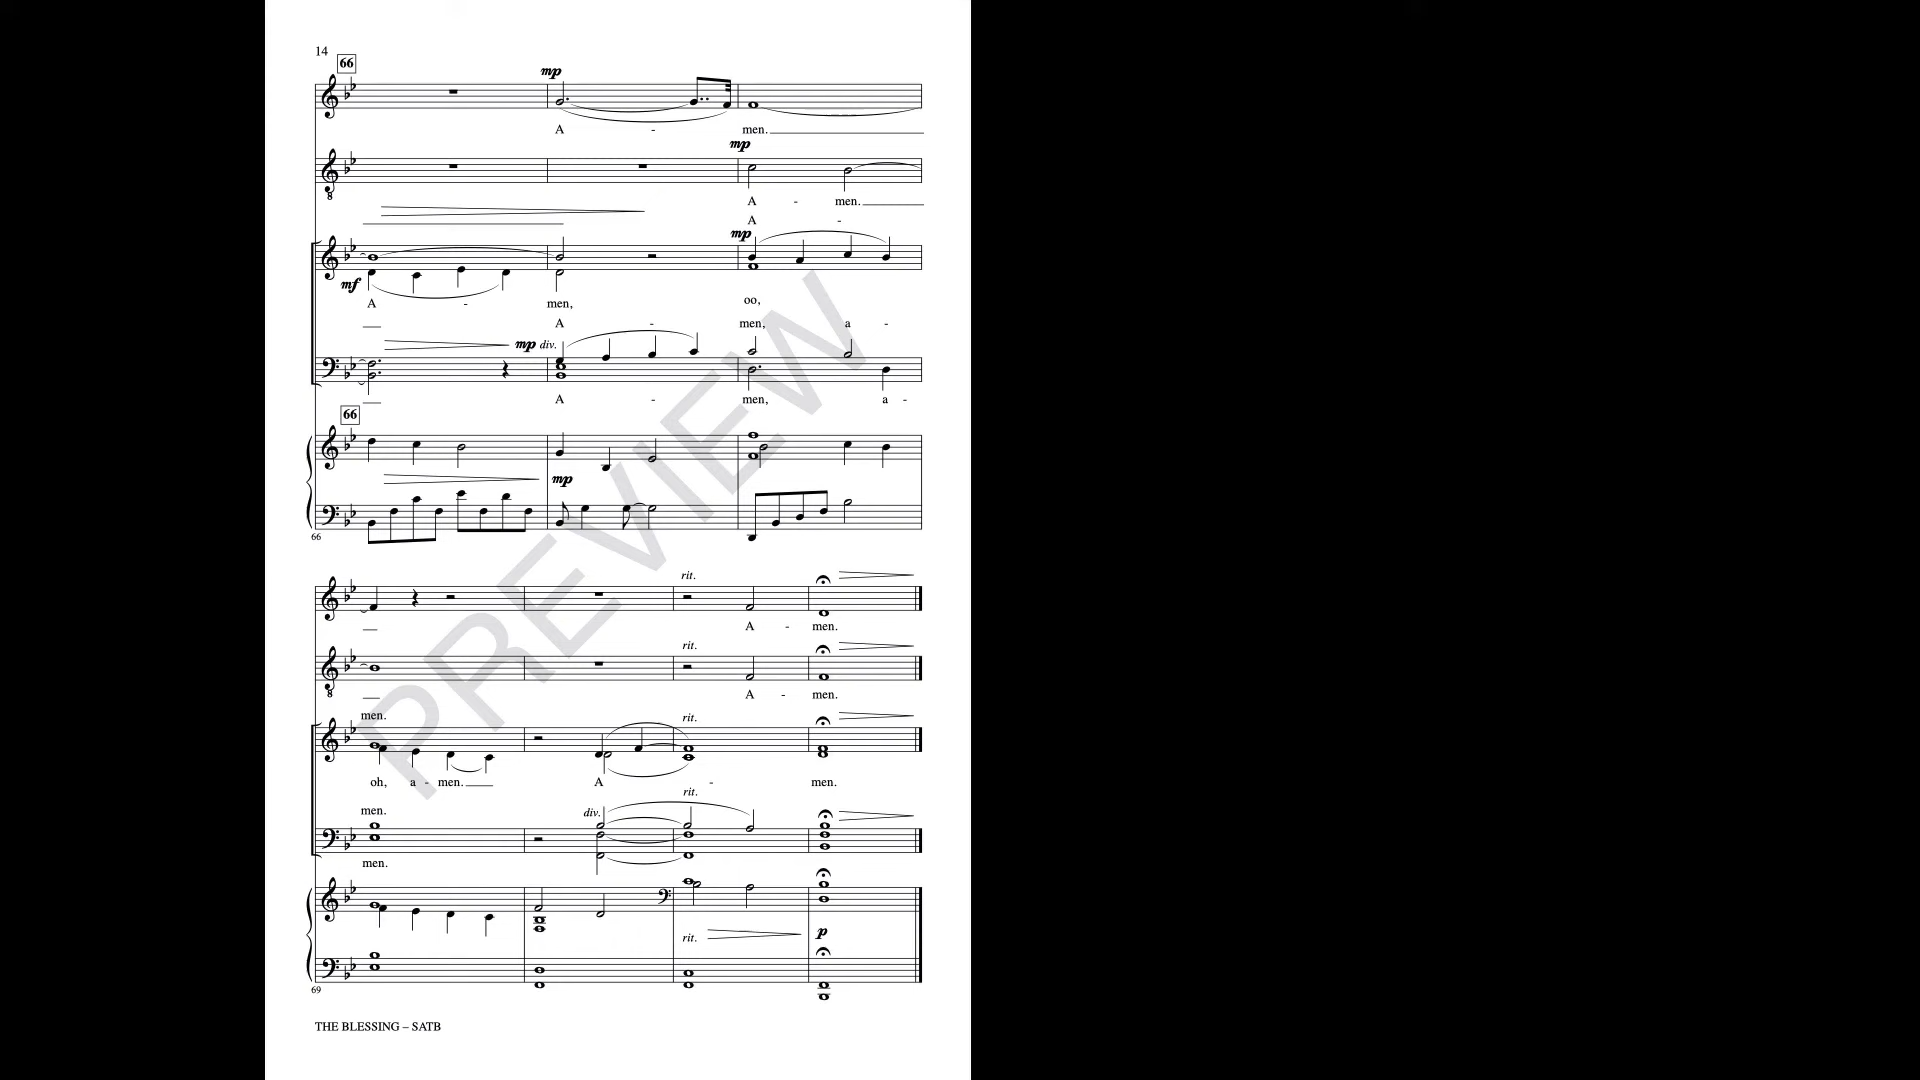 14
66
mp
A - men.
mp
A - men.
A -
mp
mf
A - men, oo,
A - men, a -
mp div.
A - men, a -
66
mp
66
PREVIEW
rit.
A - men.
rit.
A - men.
men.
rit.
oh, a - men. A - men.
rit.
men. div.
men.
rit. p
69
THE BLESSING – SATB